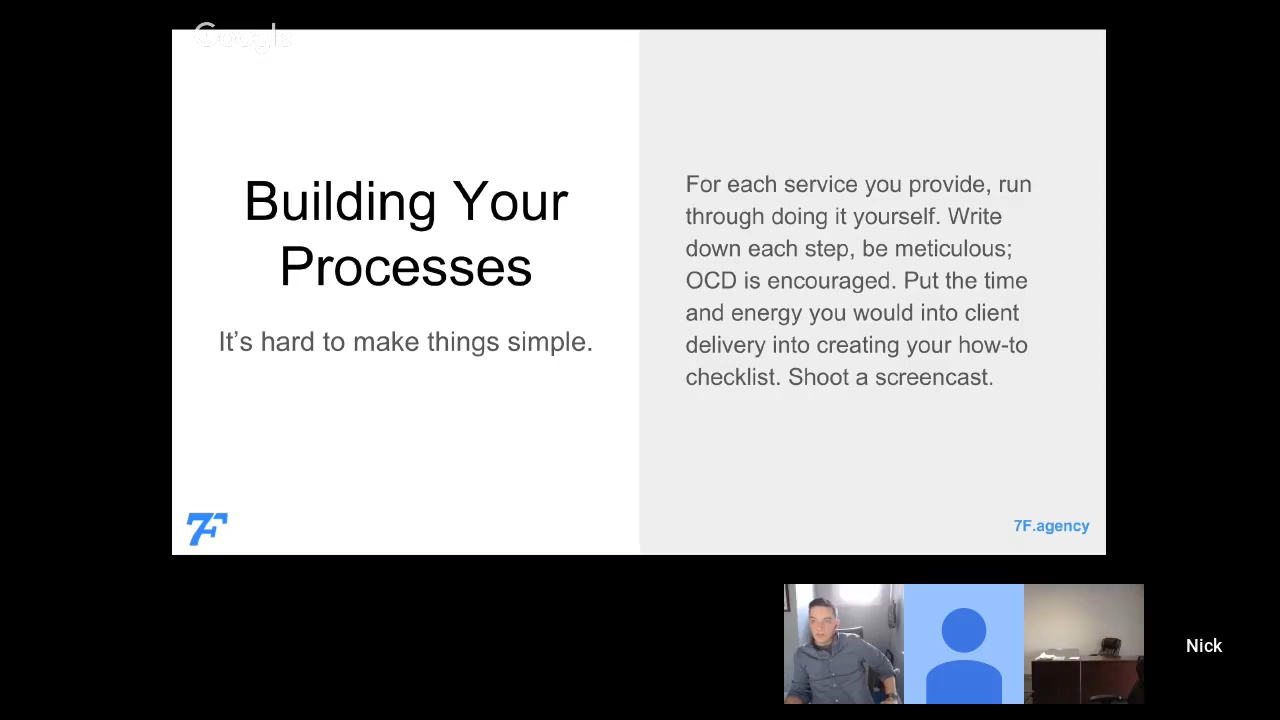 Google
Building Your
Processes
It’s hard to make things simple.
For each service you provide, run
through doing it yourself. Write
down each step, be meticulous;
OCD is encouraged. Put the time
and energy you would into client
delivery into creating your how-to
checklist. Shoot a screencast.
7F
7F.agency
Nick